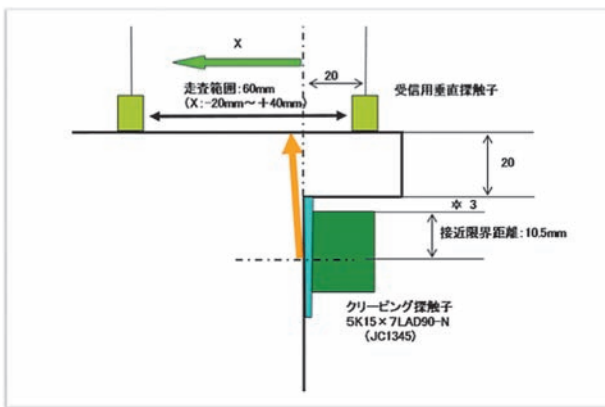 X
20
走査範囲:60mm
(X:-20mm~+40mm)
受信用垂直探触子
20
※ 3
接近限界距離:10.5mm
クリーピング探触子
5K15×7LAD90-N
(JC1345)